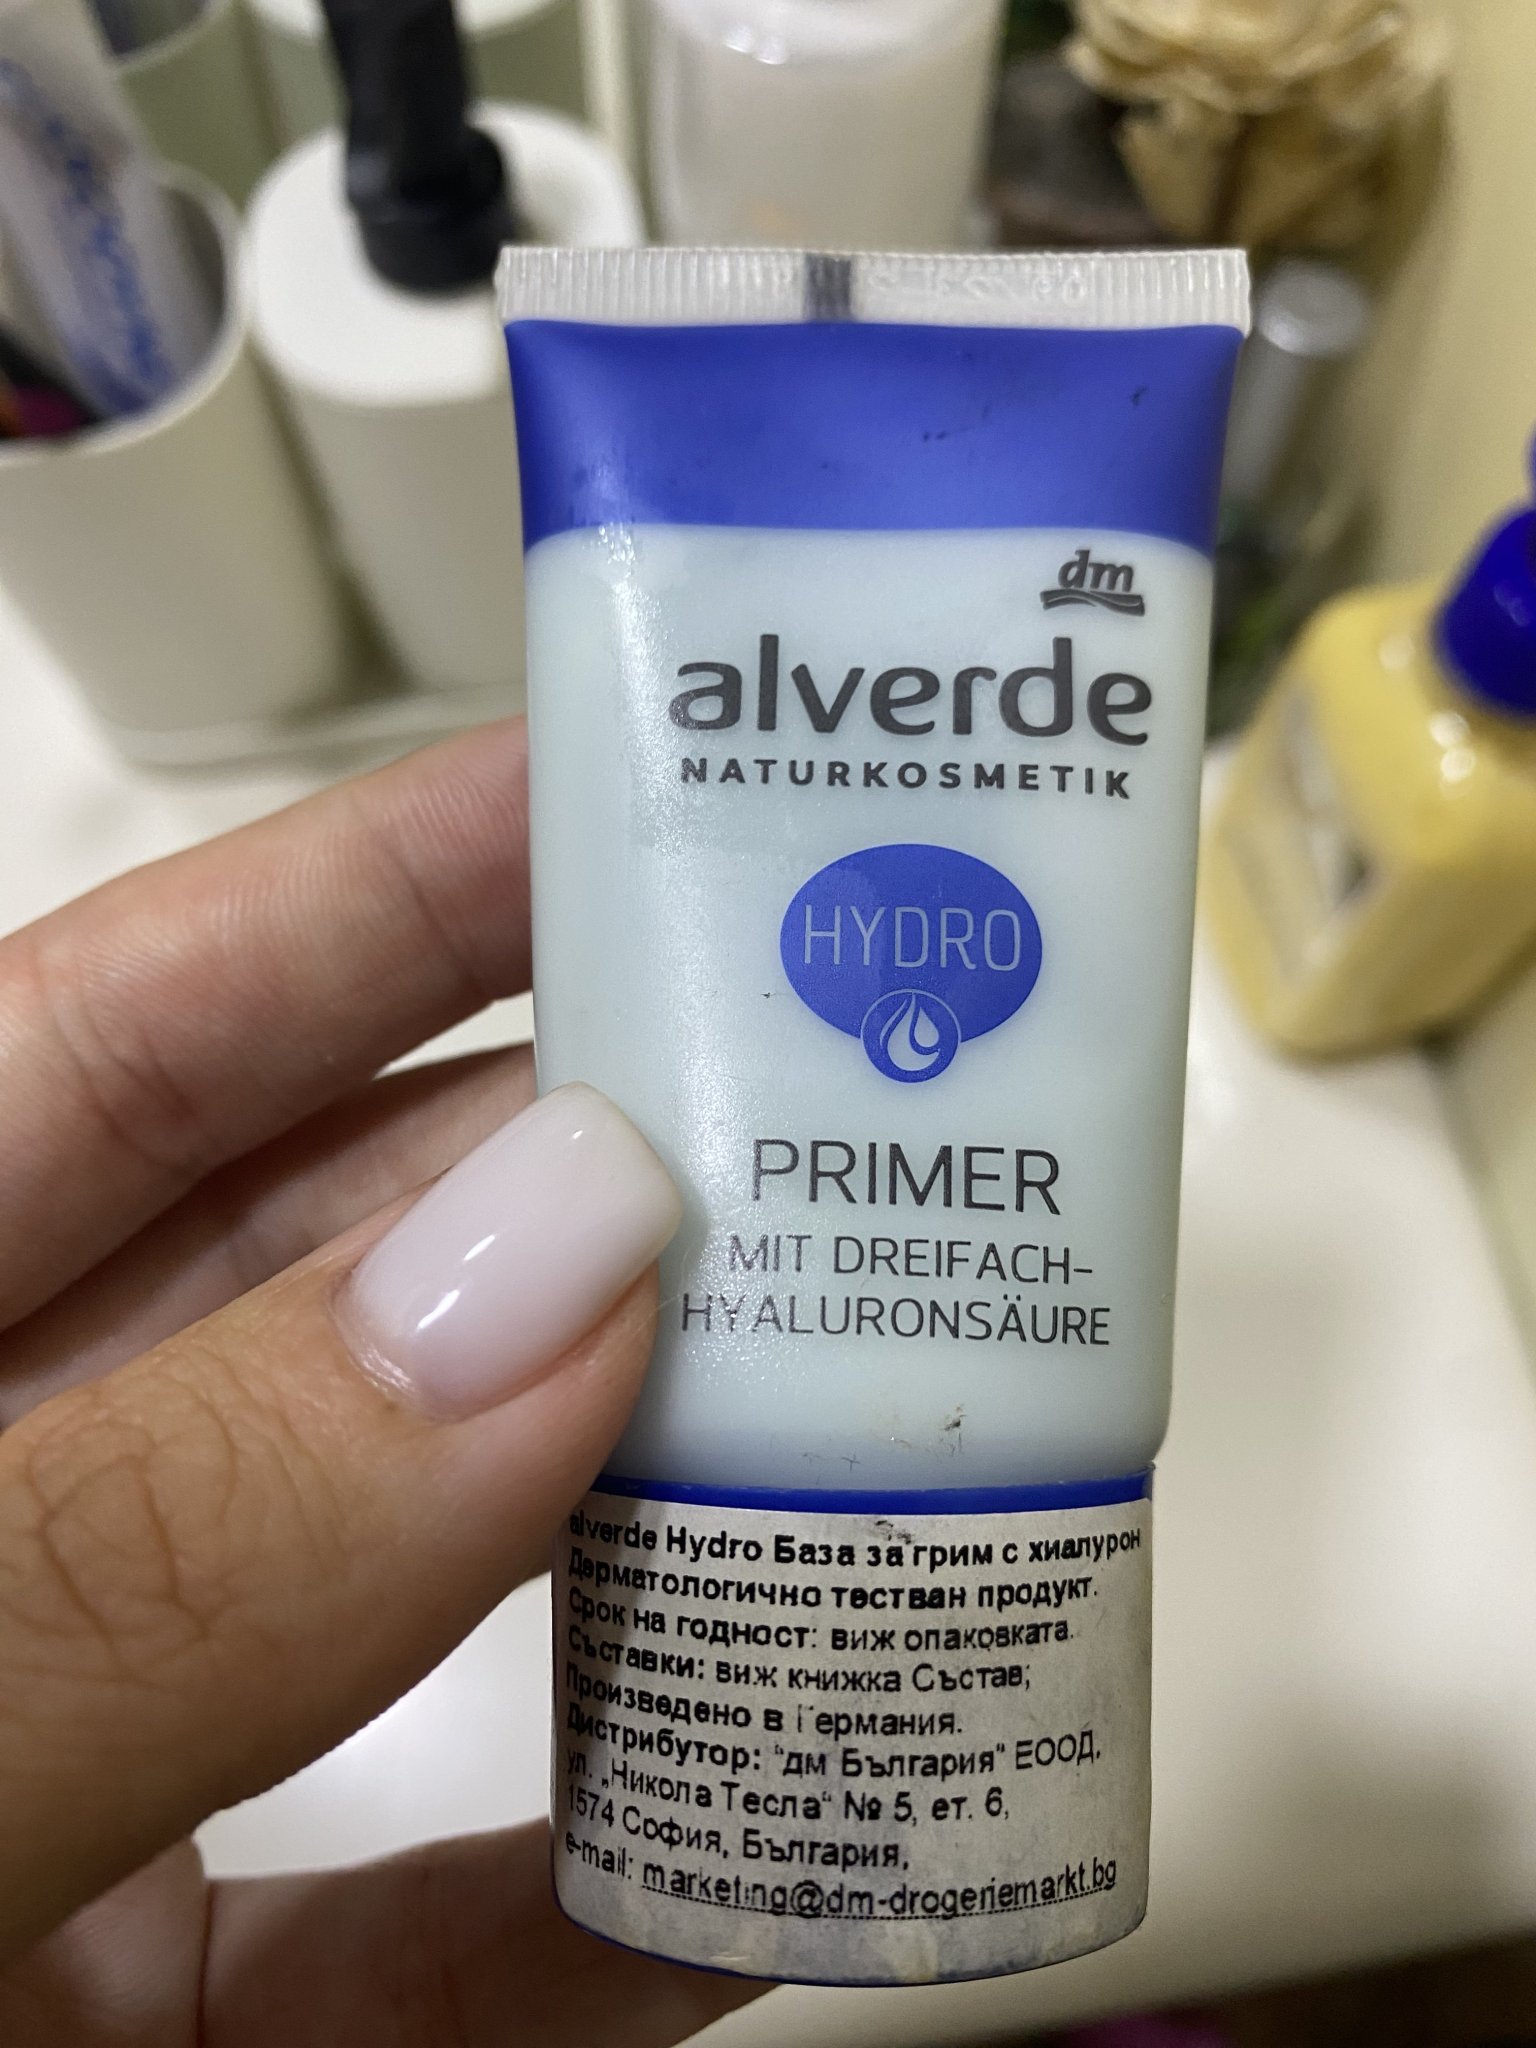 dm
alverde
NATURKOSMETIK
HYDRO
PRIMER
MIT DREIFACH-
HYALURONSÄURE
alverde Hydro База за грим с хиалурон
Дерматологично тестван продукт.
Срок на годност: виж опаковката.
Съставки: виж книжка Състав;
Произведено в Германия.
Дистрибутор: "дм България" ЕООД,
ул. „Никола Тесла" № 5, ет. 6,
1574 София, България,
e-mail: marketing@dm-drogeriemarkt.bg